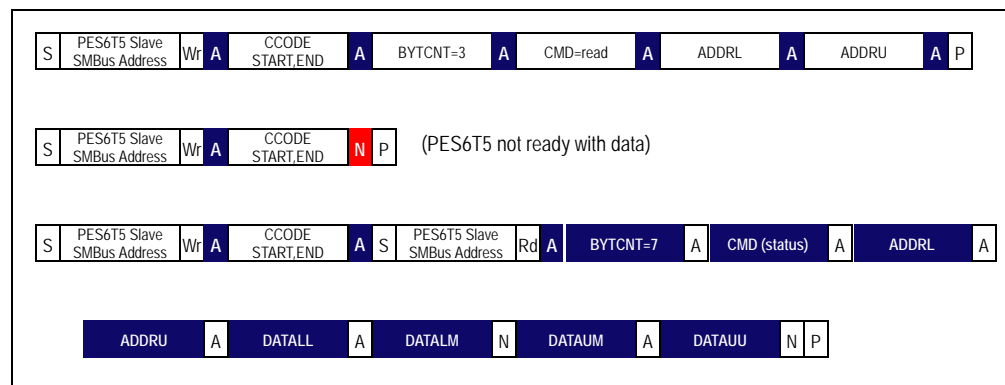 S PES6T5 Slave SMBus Address Wr A CCODE START,END A BYTCNT=3 A CMD=read A ADDRL A ADDRU A P
S PES6T5 Slave SMBus Address Wr A CCODE START,END N P (PES6T5 not ready with data)
S PES6T5 Slave SMBus Address Wr A CCODE START,END A S PES6T5 Slave SMBus Address Rd A BYTCNT=7 A CMD (status) A ADDRL A
ADDRU A DATALL A DATALM N DATAUM A DATAUU N P